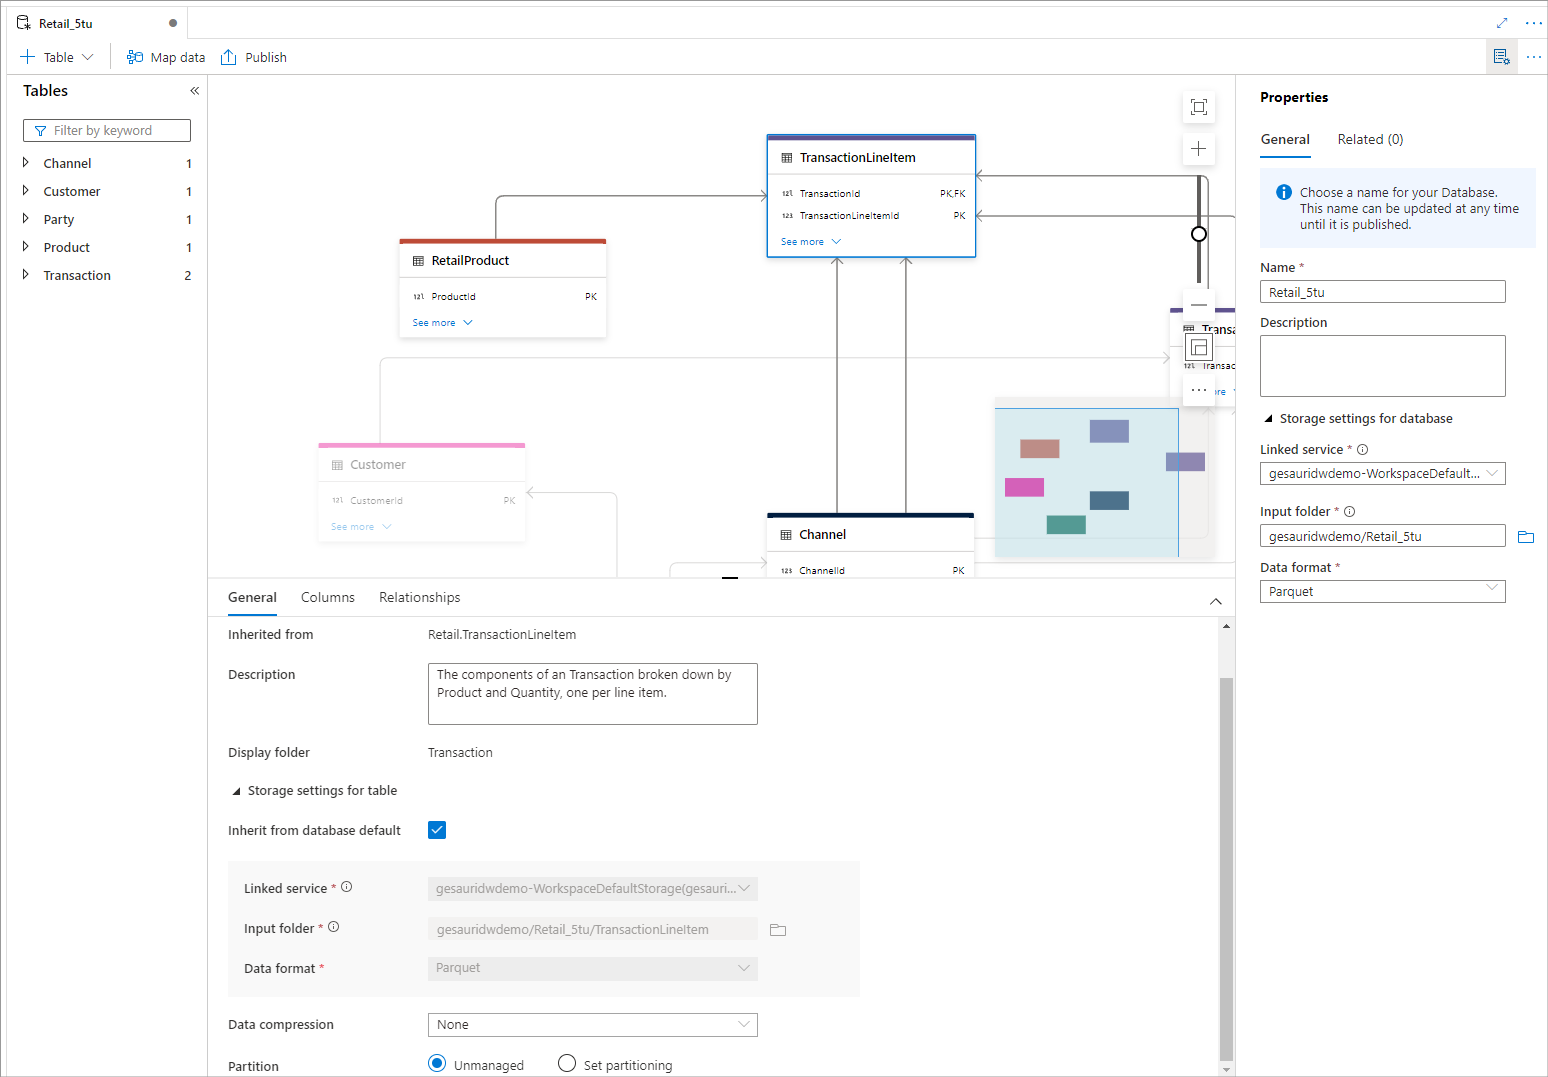 Retail_5tu
Table
Map data
Publish
Tables
Filter by keyword
Channel 1
Customer 1
Party 1
Product 1
Transaction 2
TransactionLineItem
12L TransactionId PK,FK
123 TransactionLineItemId PK
See more
RetailProduct
12L ProductId PK
See more
Customer
12L CustomerId PK
See more
Transa
12L Transac
ore
Channel
123 ChannelId PK
General Columns Relationships
Inherited from Retail.TransactionLineItem
Description
The components of an Transaction broken down by
Product and Quantity, one per line item.
Display folder Transaction
Storage settings for table
Inherit from database default
Linked service *
gesauridwdemo-WorkspaceDefaultStorage(gesauri...
Input folder *
gesauridwdemo/Retail_5tu/TransactionLineItem
Data format *
Parquet
Data compression
None
Partition
Unmanaged
Set partitioning
Properties
General Related (0)
Choose a name for your Database.
This name can be updated at any time
until it is published.
Name *
Retail_5tu
Description
Storage settings for database
Linked service *
gesauridwdemo-WorkspaceDefault...
Input folder *
gesauridwdemo/Retail_5tu
Data format *
Parquet